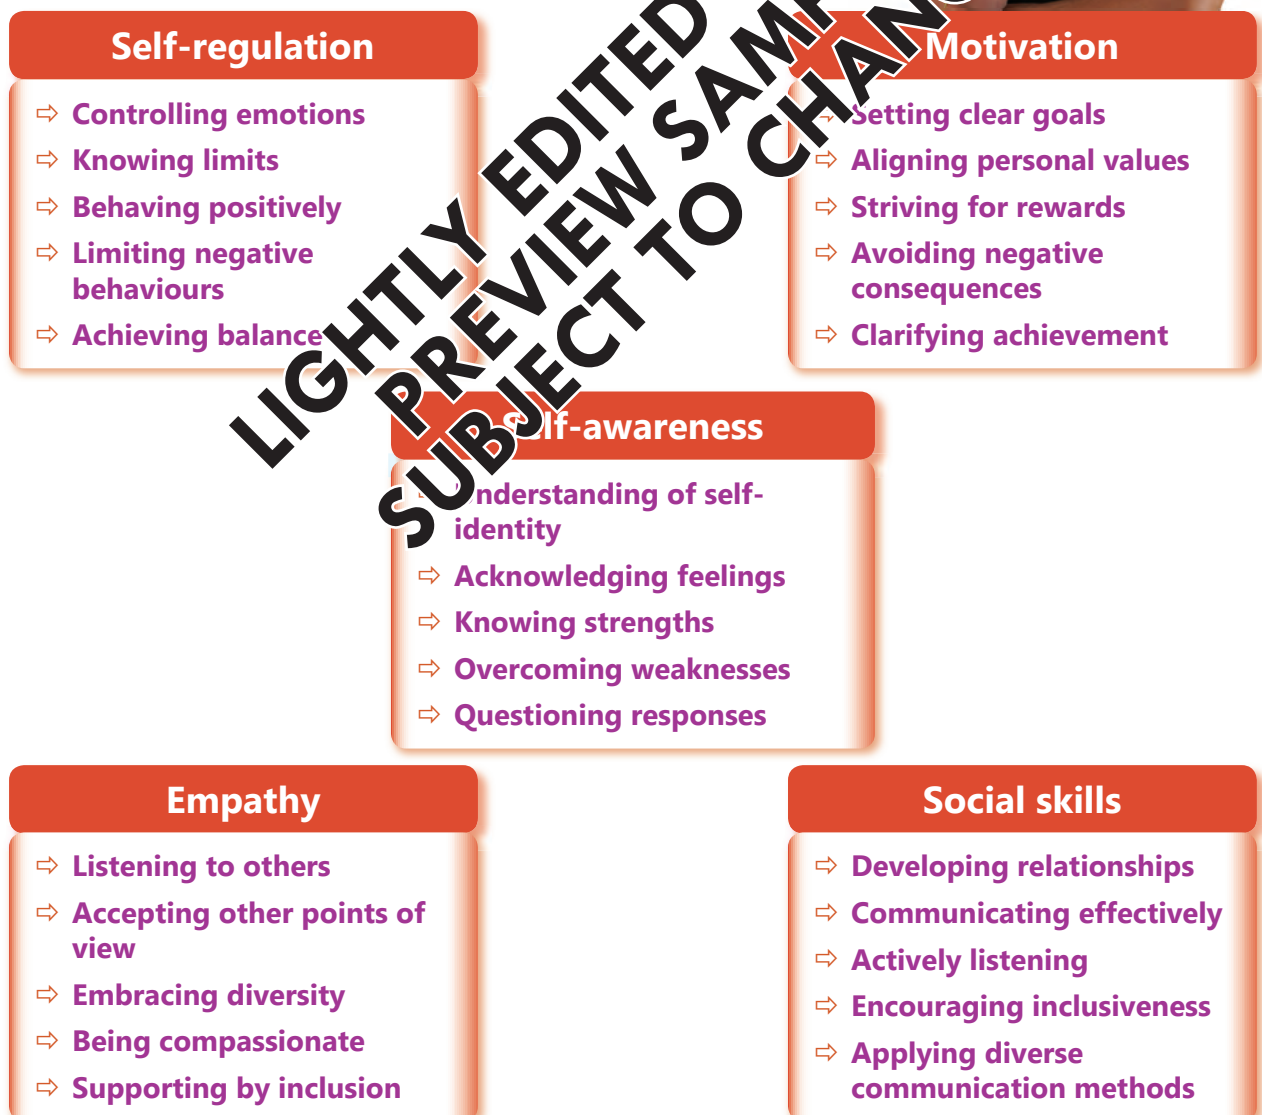 Self-regulation
⇨ Controlling emotions
⇨ Knowing limits
⇨ Behaving positively
⇨ Limiting negative
behaviours
⇨ Achieving balance
Motivation
⇨ Setting clear goals
⇨ Aligning personal values
⇨ Striving for rewards
⇨ Avoiding negative
consequences
⇨ Clarifying achievement
LIGHTLY EDITED
PREVIEW
SUBJECT TO
Self-awareness
⇨ Understanding of self-
identity
⇨ Acknowledging feelings
⇨ Knowing strengths
⇨ Overcoming weaknesses
⇨ Questioning responses
Empathy
⇨ Listening to others
⇨ Accepting other points of
view
⇨ Embracing diversity
⇨ Being compassionate
⇨ Supporting by inclusion
Social skills
⇨ Developing relationships
⇨ Communicating effectively
⇨ Actively listening
⇨ Encouraging inclusiveness
⇨ Applying diverse
communication methods